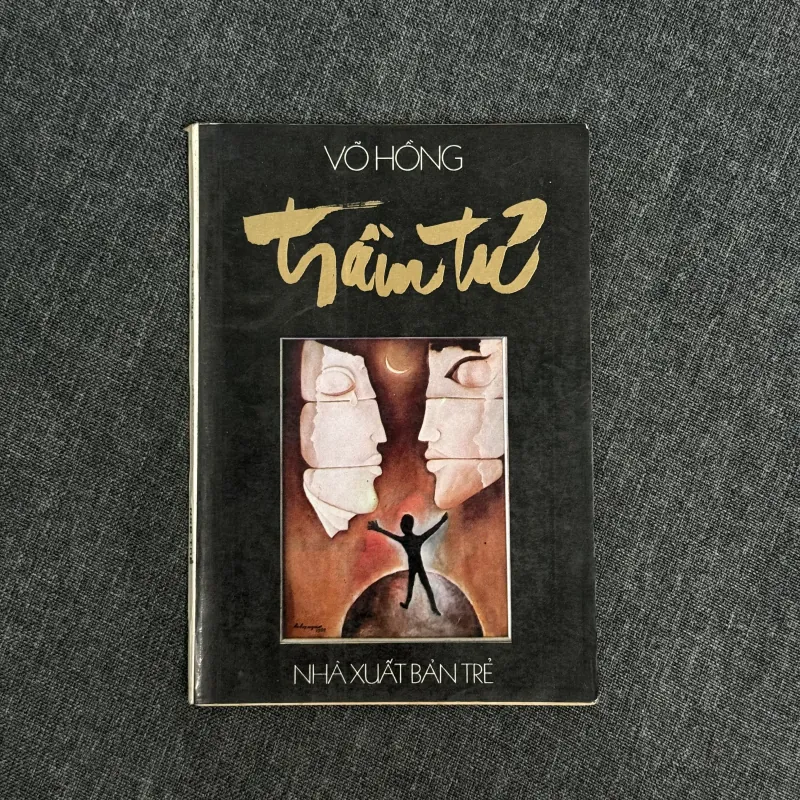 VÕ HỒNG
Trầm tư
NHÀ XUẤT BẢN TRẺ